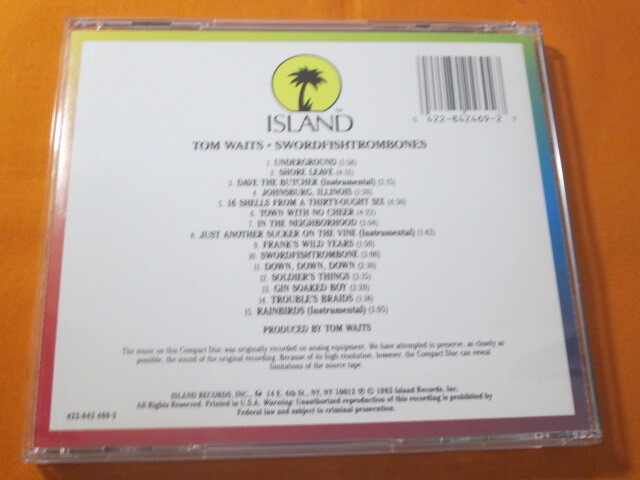 ISLAND
TM
0 422-842469-2 7
TOM WAITS • SWORDFISHTROMBONES
1. UNDERGROUND (1:58)
2. SHORE LEAVE (4:12)
3. DAVE THE BUTCHER (Instrumental) (2:15)
4. JOHNSBURG, ILLINOIS (1:30)
5. 16 SHELLS FROM A THIRTY-OUGHT SIX (4:30)
6. TOWN WITH NO CHEER (4:22)
7. IN THE NEIGHBORHOOD (3:04)
8. JUST ANOTHER SUCKER ON THE VINE (Instrumental) (1:42)
9. FRANK'S WILD YEARS (1:50)
10. SWORDFISHTROMBONE (3:00)
11. DOWN, DOWN, DOWN (2:10)
12. SOLDIER'S THINGS (3:15)
13. GIN SOAKED BOY (2:20)
14. TROUBLE'S BRAIDS (1:18)
15. RAINBIRDS (Instrumental) (3:05)
PRODUCED BY TOM WAITS
The music on this Compact Disc was originally recorded on analog equipment. We have attempted to preserve, as closely as
possible, the sound of the original recording. Because of its high resolution, however, the Compact Disc can reveal
limitations of the source tape.
ISLAND RECORDS, INC., 14 E. 4th St., NY, NY 10012 ℗ © 1983 Island Records, Inc.
All Rights Reserved. Printed in U.S.A. Warning: Unauthorized reproduction of this recording is prohibited by
Federal law and subject to criminal prosecution.
422-842 469-2